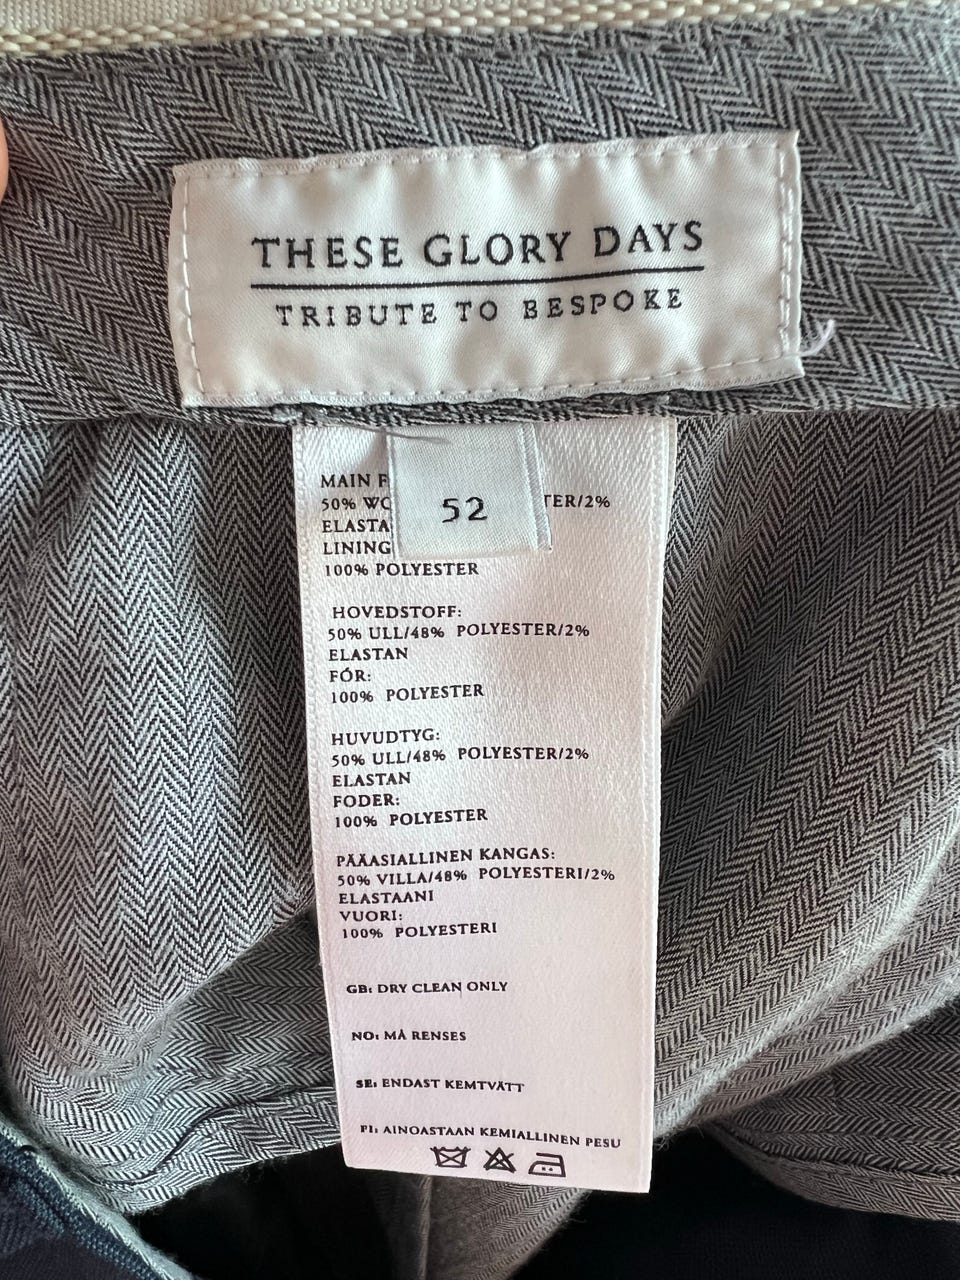 THESE GLORY DAYS
TRIBUTE TO BESPOKE
52
MAIN
50% /2%
LINING
100% POLYESTER
HOVEDSTOFF:
50% ULL/48% POLYESTER/2%
ELASTAN
FÓR:
100% POLYESTER
HUVUDTYG:
50% ULL/48% POLYESTER/2%
ELASTAN
FODER:
100% POLYESTER
PÄÄASIALLINEN KANGAS:
50% VILLA/48% POLYESTERI/2%
ELASTAANI
VUORI:
100% POLYESTERI
GB: DRY CLEAN ONLY
NO: MÅ RENSES
SE: ENDAST KEMTVÄTT
FI: AINOASTAAN KEMIALLINEN PESU